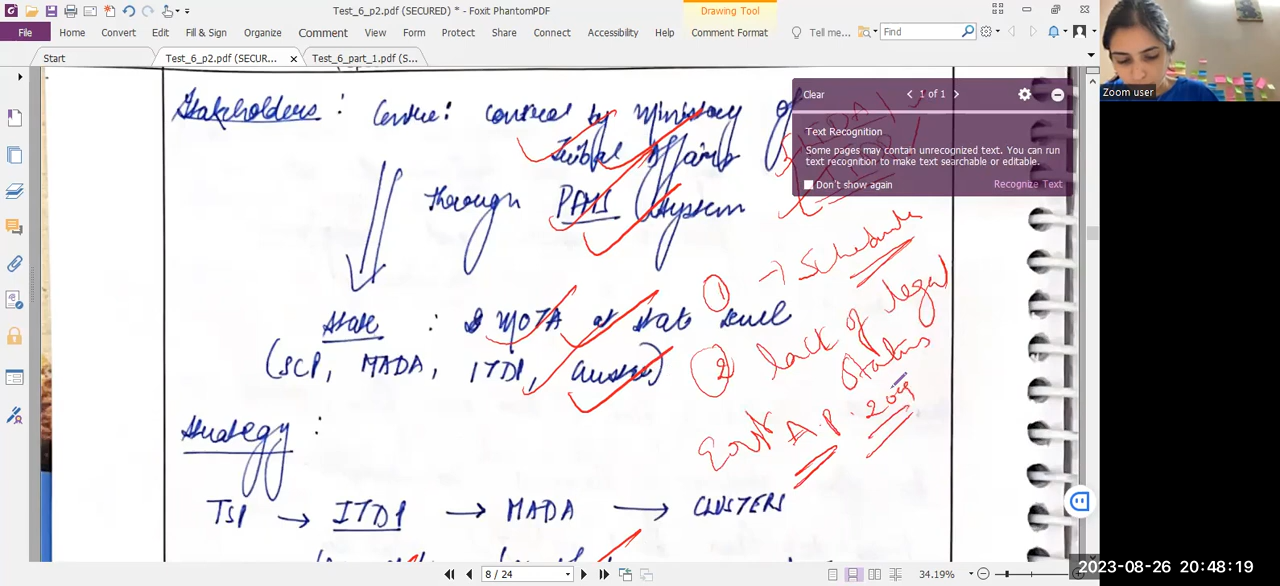 Test_6_p2.pdf (SECURED) * - Foxit PhantomPDF
Drawing Tool
File Home Convert Edit Fill & Sign Organize Comment View Form Protect Share Connect Accessibility Help Comment Format Tell me... Find
Start Test_6_p2.pdf (SECUR... × Test_6_part_1.pdf (S...
Zoom user
Clear 1 of 1
Text Recognition
Some pages may contain unrecognized text. You can run
text recognition to make text searchable or editable.
Don't show again Recognize Text
Stakeholders : Centre: control by Ministry of
Tribal Affairs
through System
→ Schedule
①
State : MOTA at state level
② lack of legal
status
(SCP, MADA, ITDP, Cluster)
Govt A.P.
Strategy :
TSP → ITDP → MADA → CLUSTERS
8 / 24
34.19%
2023-08-26 20:48:19